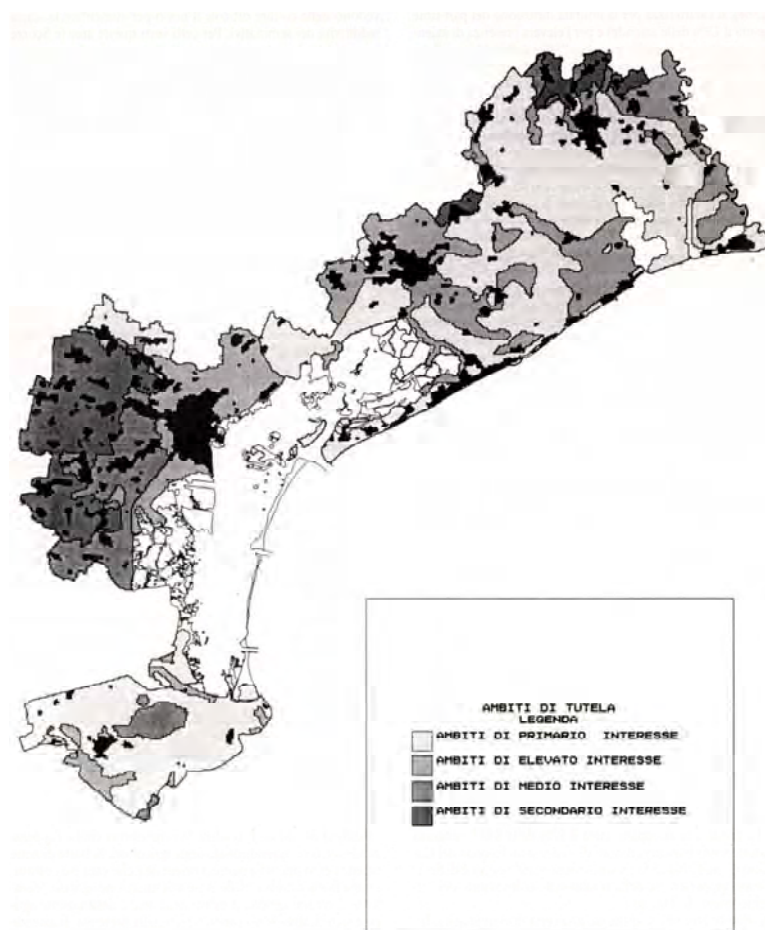 AMBITI DI TUTELA
LEGENDA
AMBITI DI PRIMARIO INTERESSE
AMBITI DI ELEVATO INTERESSE
AMBITI DI MEDIO INTERESSE
AMBITI DI SECONDARIO INTERESSE